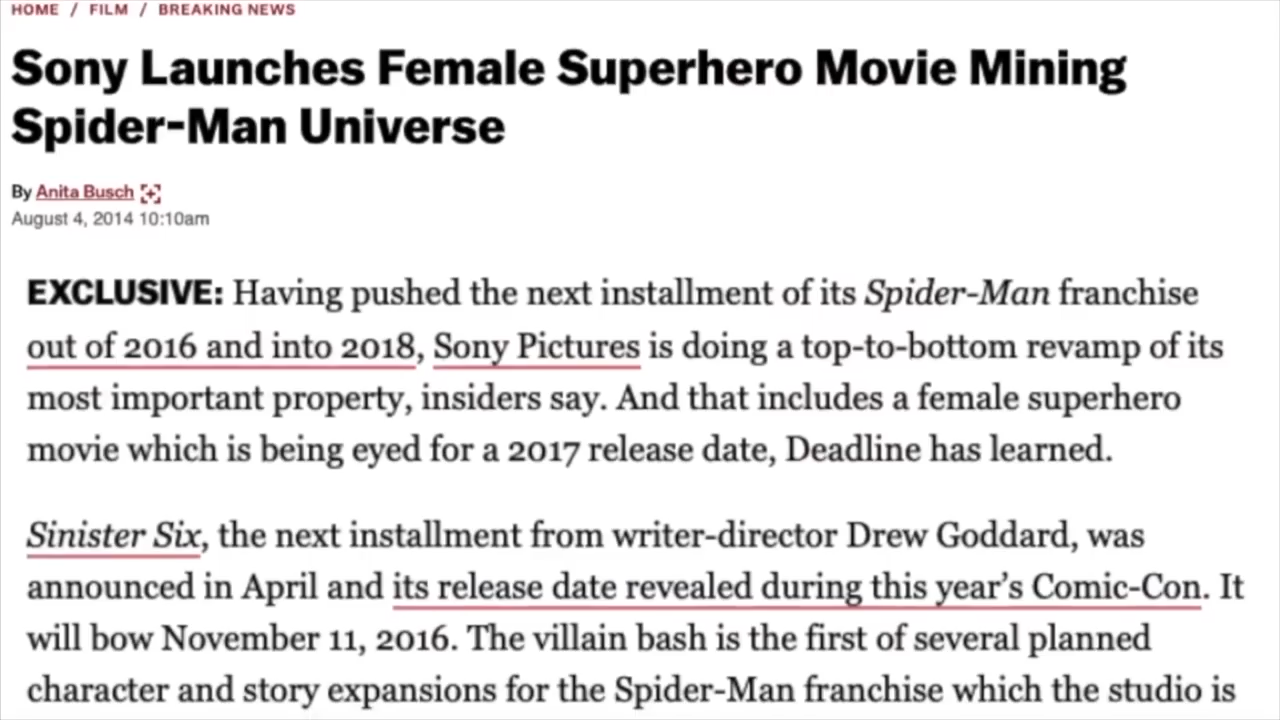 HOME / FILM / BREAKING NEWS
Sony Launches Female Superhero Movie Mining
Spider-Man Universe
By Anita Busch
August 4, 2014 10:10am
EXCLUSIVE: Having pushed the next installment of its Spider-Man franchise
out of 2016 and into 2018, Sony Pictures is doing a top-to-bottom revamp of its
most important property, insiders say. And that includes a female superhero
movie which is being eyed for a 2017 release date, Deadline has learned.
Sinister Six, the next installment from writer-director Drew Goddard, was
announced in April and its release date revealed during this year’s Comic-Con. It
will bow November 11, 2016. The villain bash is the first of several planned
character and story expansions for the Spider-Man franchise which the studio is